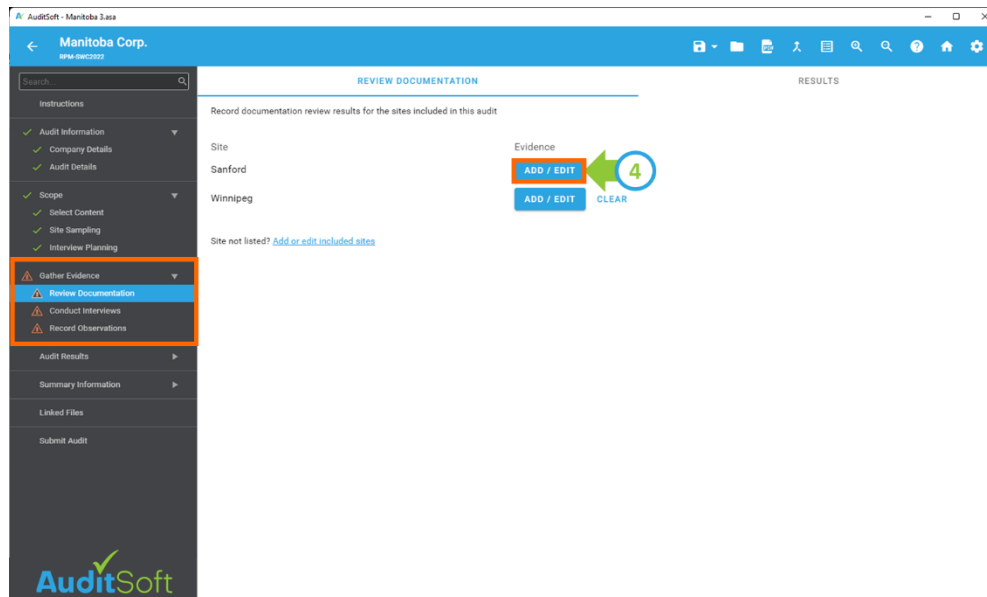 AuditSoft - Manitoba 3.asa
Manitoba Corp.
RPM-SWC2022
Search...
Instructions
Audit Information
Company Details
Audit Details
Scope
Select Content
Site Sampling
Interview Planning
Gather Evidence
Review Documentation
Conduct Interviews
Record Observations
Audit Results
Summary Information
Linked Files
Submit Audit
AuditSoft
REVIEW DOCUMENTATION RESULTS
Record documentation review results for the sites included in this audit
Site Evidence
Sanford ADD / EDIT 4
Winnipeg ADD / EDIT CLEAR
Site not listed? Add or edit included sites